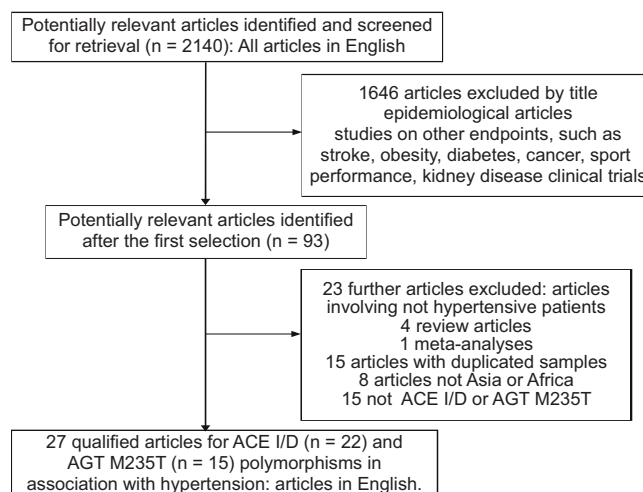 Potentially relevant articles identified and screened
for retrieval (n = 2140): All articles in English
1646 articles excluded by title
epidemiological articles
studies on other endpoints, such as
stroke, obesity, diabetes, cancer, sport
performance, kidney disease clinical trials
Potentially relevant articles identified
after the first selection (n = 93)
23 further articles excluded: articles
involving not hypertensive patients
4 review articles
1 meta-analyses
15 articles with duplicated samples
8 articles not Asia or Africa
15 not ACE I/D or AGT M235T
27 qualified articles for ACE I/D (n = 22) and
AGT M235T (n = 15) polymorphisms in
association with hypertension: articles in English.